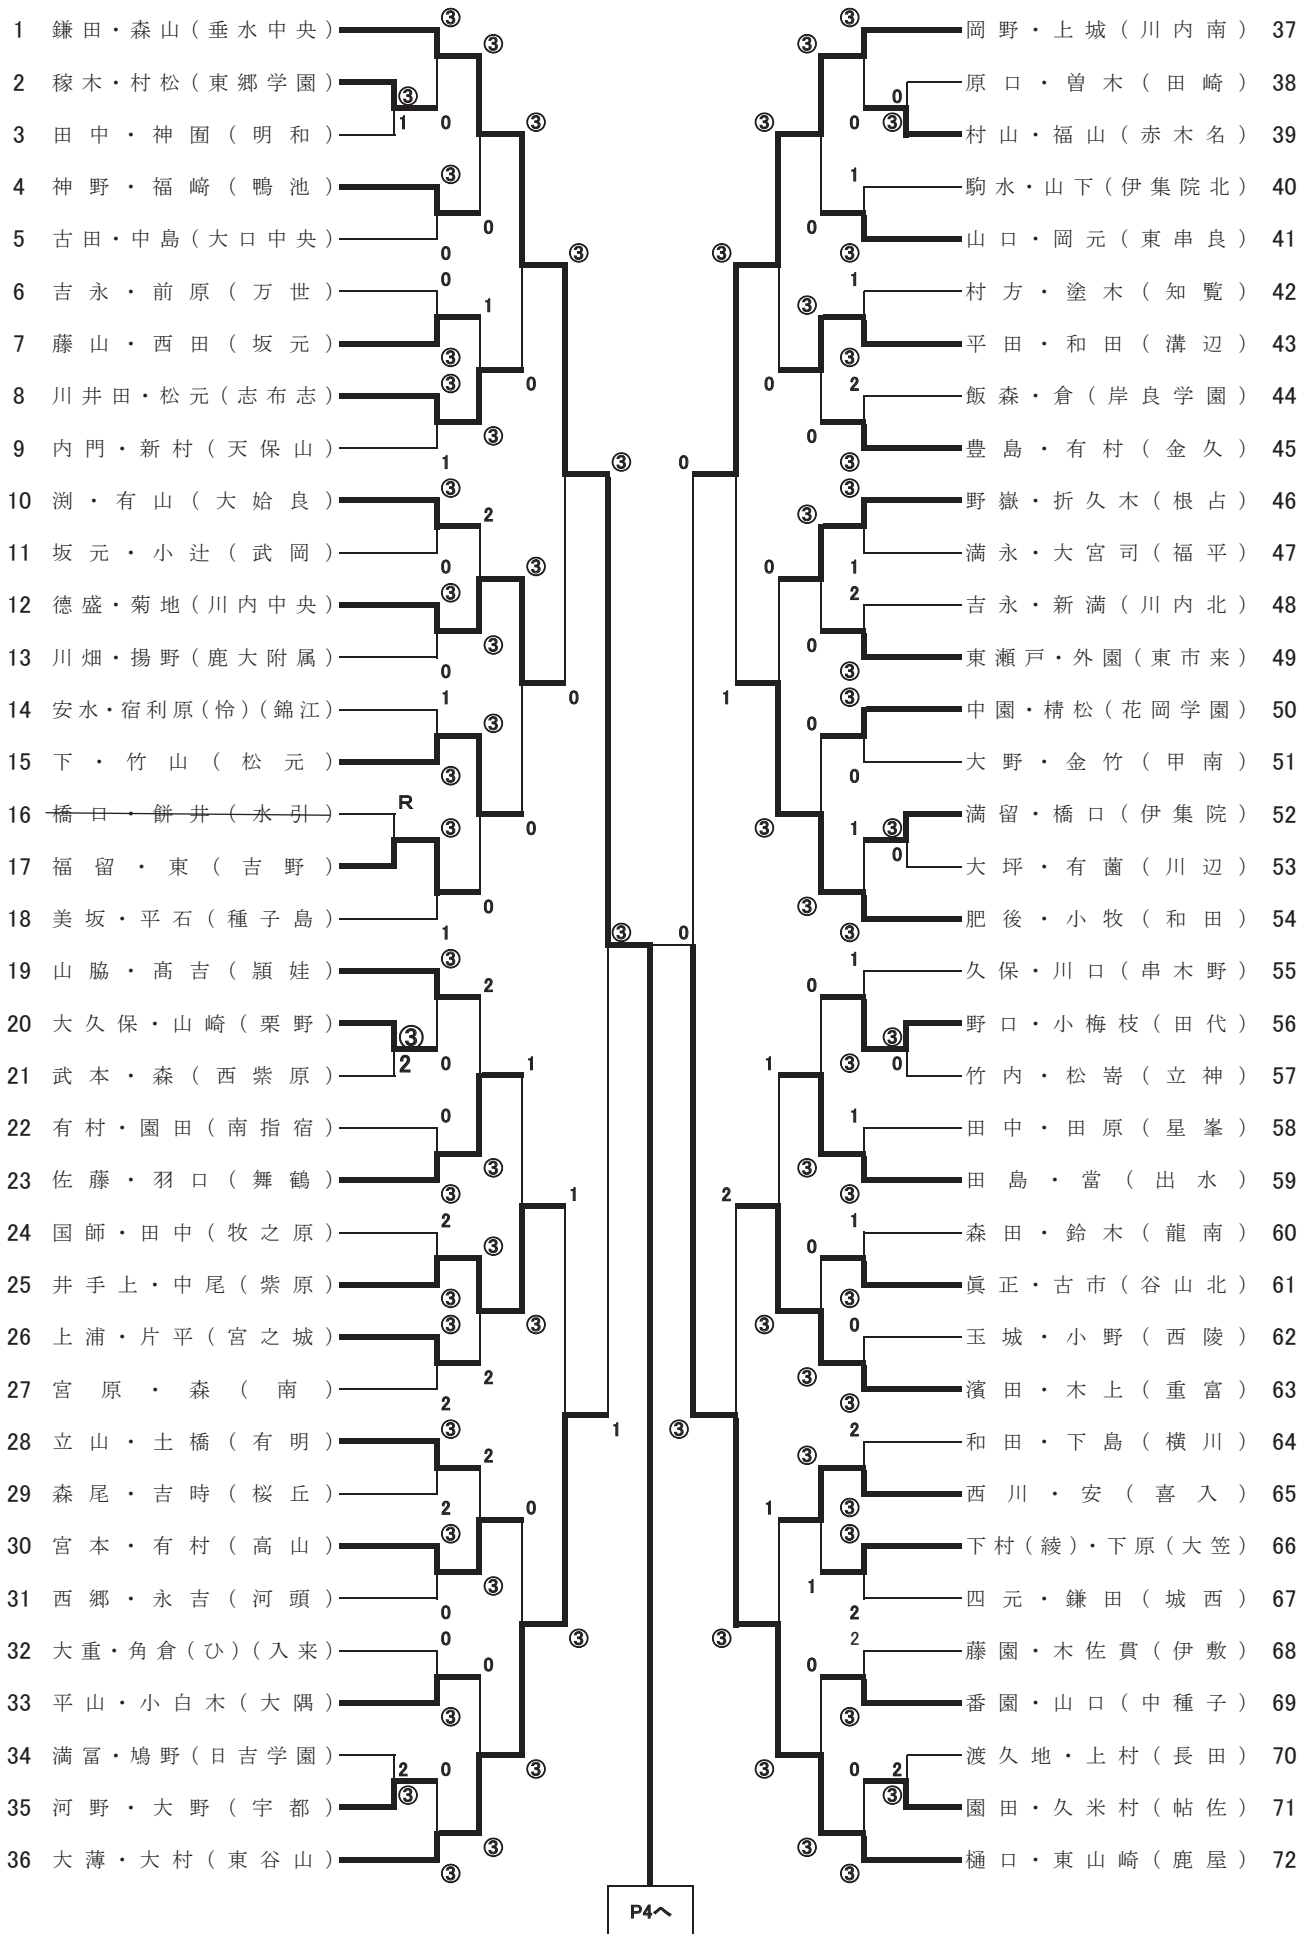 1 鎌田・森山(垂水中央)
2 稼木・村松(東郷学園)
3 田中・神囿(明和)
4 神野・福﨑(鴨池)
5 古田・中島(大口中央)
6 吉永・前原(万世)
7 藤山・西田(坂元)
8 川井田・松元(志布志)
9 内門・新村(天保山)
10 渕・有山(大姶良)
11 坂元・小辻(武岡)
12 德盛・菊地(川内中央)
13 川畑・揚野(鹿大附属)
14 安水・宿利原(怜)(錦江)
15 下・竹山(松元)
16 橋口・餅井(水引)
R
17 福留・東(吉野)
18 美坂・平石(種子島)
19 山脇・髙吉(頴娃)
20 大久保・山崎(栗野)
21 武本・森(西紫原)
22 有村・園田(南指宿)
23 佐藤・羽口(舞鶴)
24 国師・田中(牧之原)
25 井手上・中尾(紫原)
26 上浦・片平(宮之城)
27 宮原・森(南)
28 立山・土橋(有明)
29 森尾・吉時(桜丘)
30 宮本・有村(高山)
31 西郷・永吉(河頭)
32 大重・角倉(ひ)(入来)
33 平山・小白木(大隅)
34 満冨・鳩野(日吉学園)
35 河野・大野(宇都)
36 大薄・大村(東谷山)
岡野・上城(川内南) 37
原口・曽木(田崎) 38
村山・福山(赤木名) 39
駒水・山下(伊集院北) 40
山口・岡元(東串良) 41
村方・塗木(知覧) 42
平田・和田(溝辺) 43
飯森・倉(岸良学園) 44
豊島・有村(金久) 45
野嶽・折久木(根占) 46
満永・大宮司(福平) 47
吉永・新満(川内北) 48
東瀬戸・外園(東市来) 49
中園・棈松(花岡学園) 50
大野・金竹(甲南) 51
満留・橋口(伊集院) 52
大坪・有薗(川辺) 53
肥後・小牧(和田) 54
久保・川口(串木野) 55
野口・小梅枝(田代) 56
竹内・松嵜(立神) 57
田中・田原(星峯) 58
田島・當(出水) 59
森田・鈴木(龍南) 60
眞正・古市(谷山北) 61
玉城・小野(西陵) 62
濱田・木上(重富) 63
和田・下島(横川) 64
西川・安(喜入) 65
下村(綾)・下原(大笠) 66
四元・鎌田(城西) 67
藤園・木佐貫(伊敷) 68
番園・山口(中種子) 69
渡久地・上村(長田) 70
園田・久米村(帖佐) 71
樋口・東山崎(鹿屋) 72
P4へ